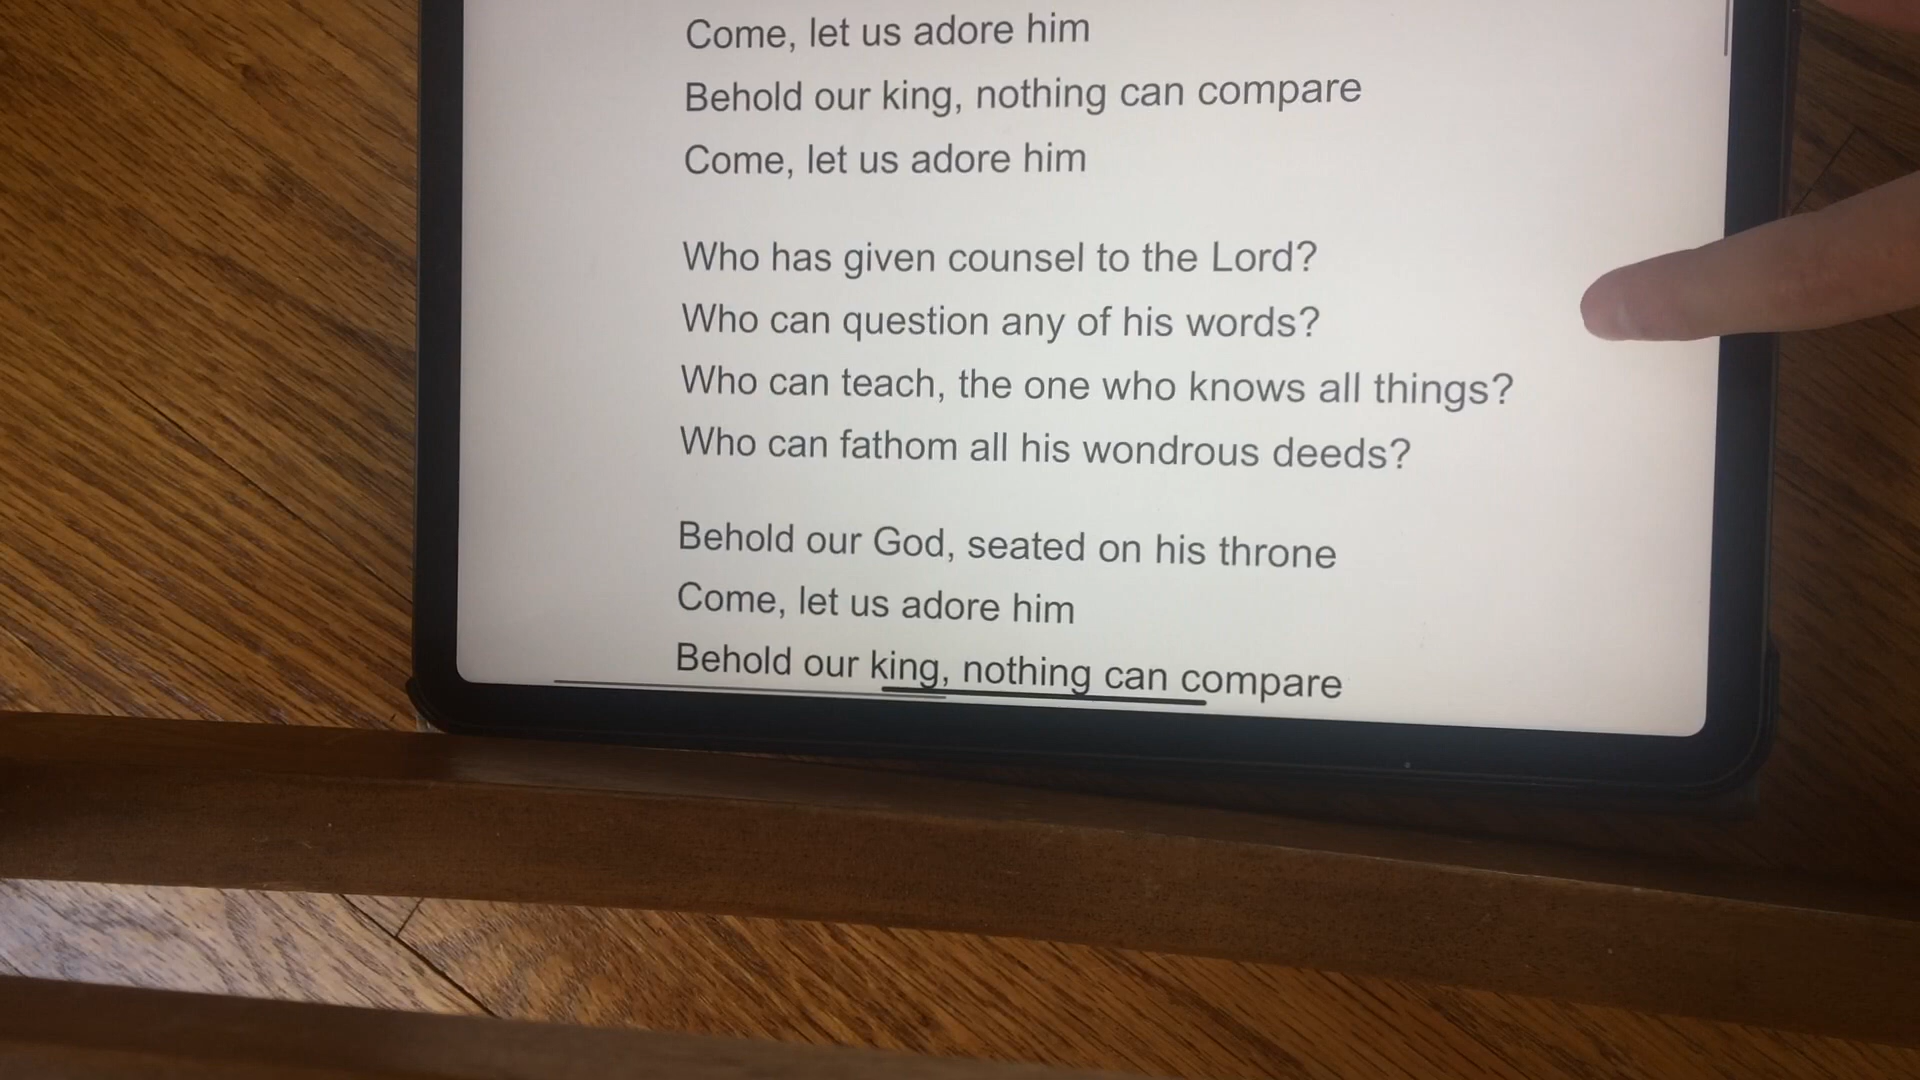 Come, let us adore him
Behold our king, nothing can compare
Come, let us adore him
Who has given counsel to the Lord?
Who can question any of his words?
Who can teach, the one who knows all things?
Who can fathom all his wondrous deeds?
Behold our God, seated on his throne
Come, let us adore him
Behold our king, nothing can compare